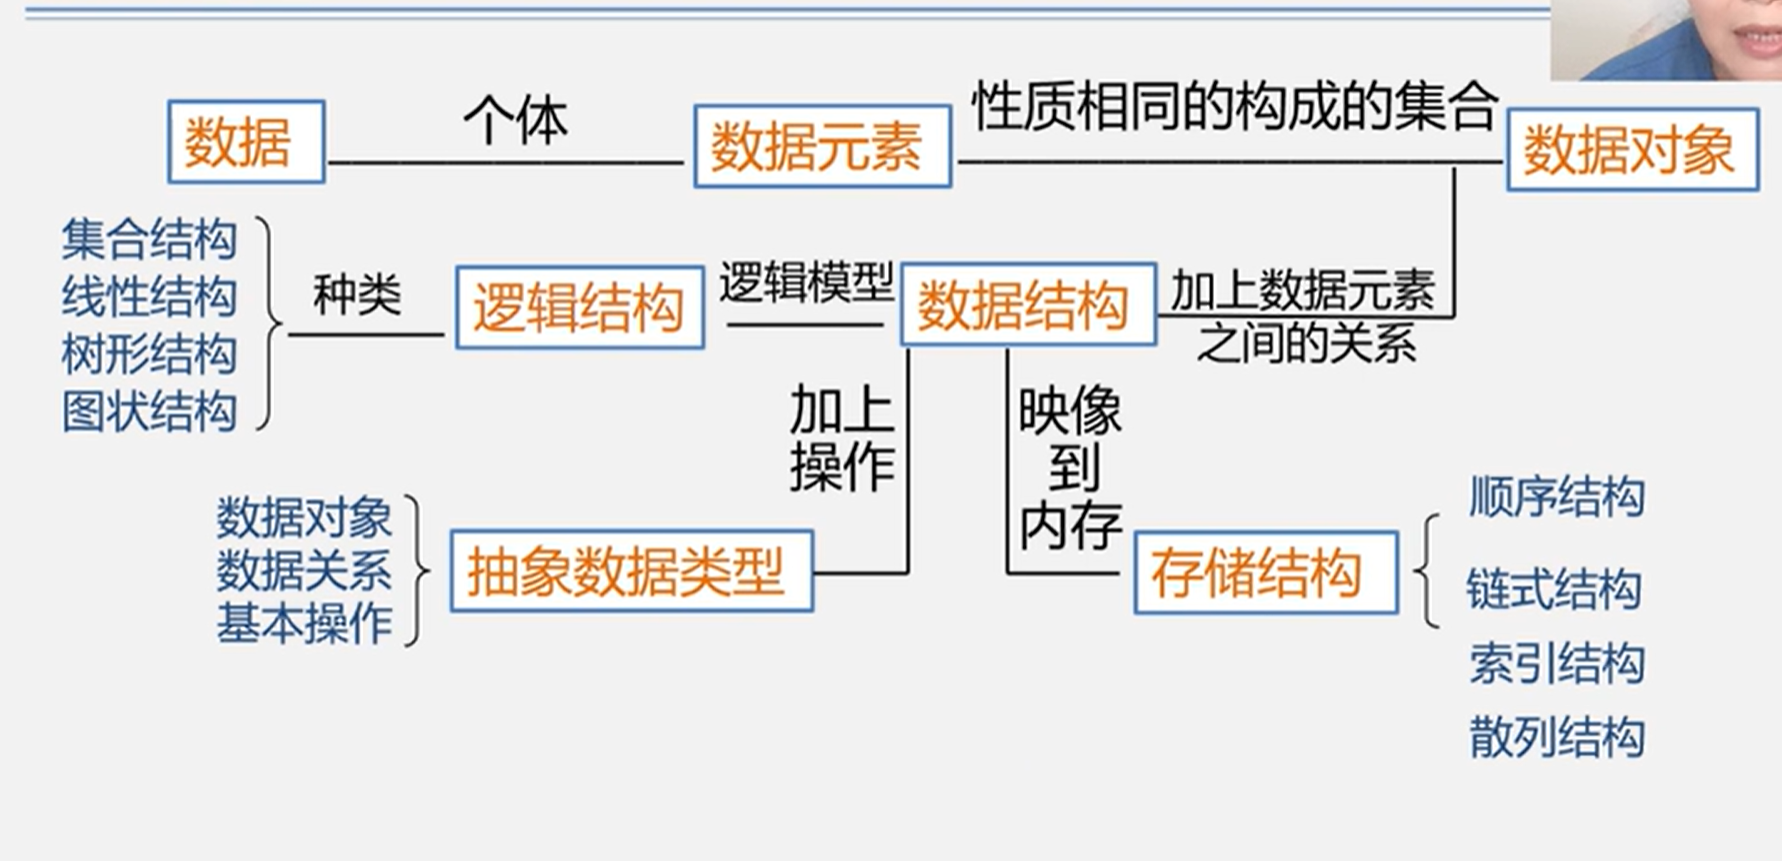 个体
性质相同的构成的集合
数据
数据元素
数据对象
集合结构
线性结构
树形结构
图状结构
种类
逻辑结构
逻辑模型
数据结构
加上数据元素
之间的关系
加上
操作
映像
到
内存
数据对象
数据关系
基本操作
抽象数据类型
存储结构
顺序结构
链式结构
索引结构
散列结构